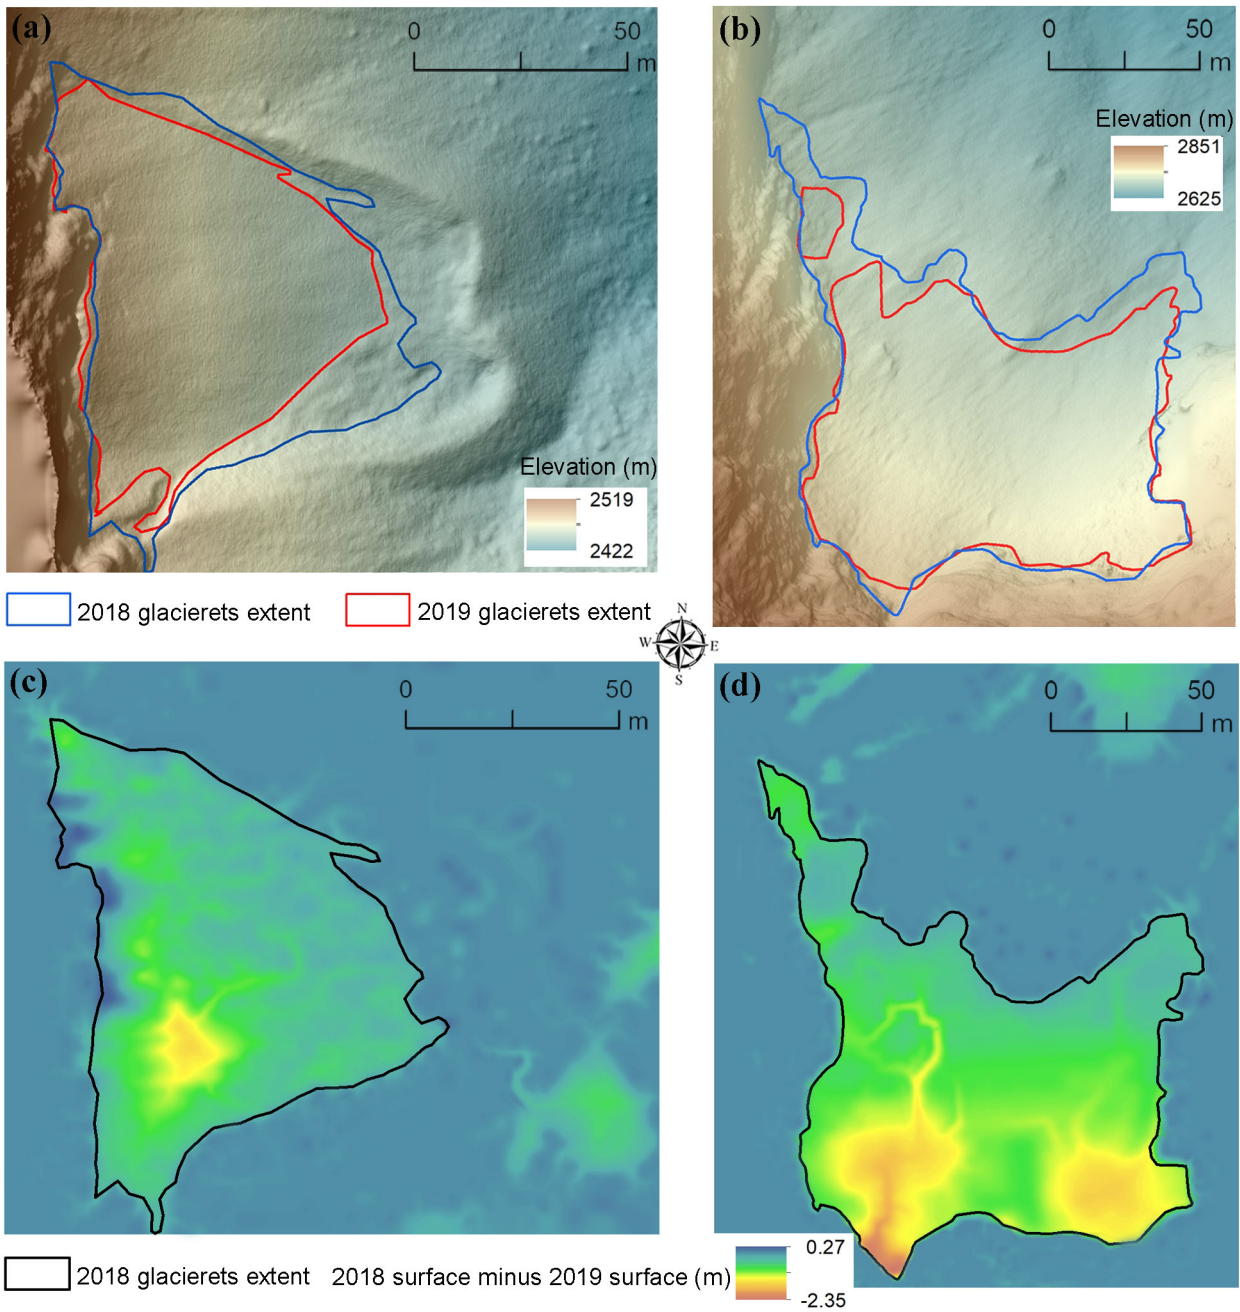 (a)
0 50
m
Elevation (m)
2519
2422
(b)
0 50
m
Elevation (m)
2851
2625
2018 glacierets extent
2019 glacierets extent
N
W E
S
(c)
0 50
m
(d)
0 50
m
2018 glacierets extent
2018 surface minus 2019 surface (m)
0.27
-2.35